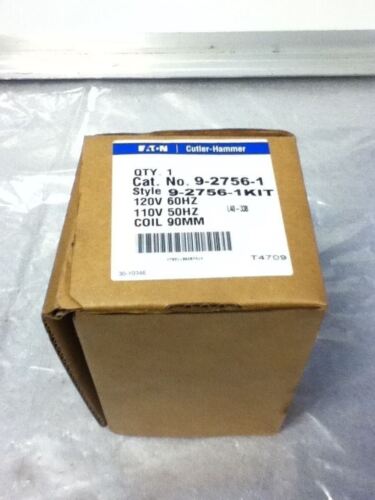 EATON Cutler-Hammer
QTY. 1
Cat. No. 9-2756-1
Style 9-2756-1KIT
120V 60HZ
110V 50HZ
COIL 90MM
T4709